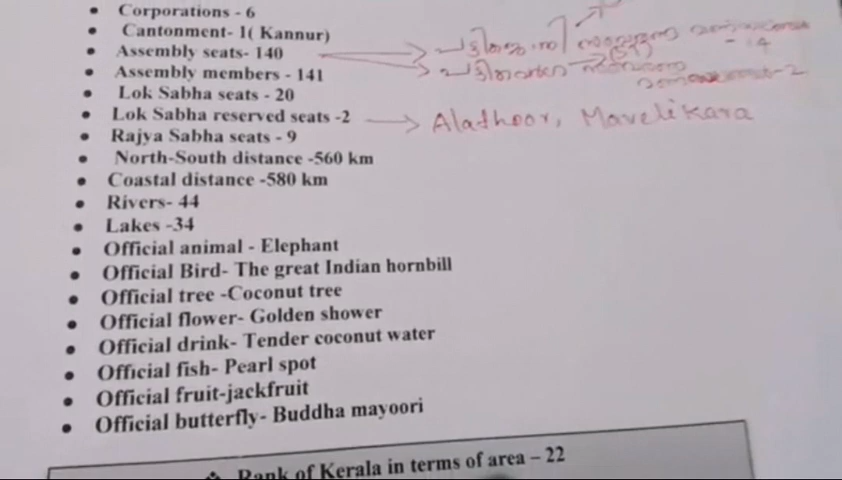 Corporations - 6
Cantonment- 1( Kannur)
Assembly seats- 140
- 14
Assembly members - 141
- 2
Lok Sabha seats - 20
Lok Sabha reserved seats -2 → Alathoor, Mavelikara
Rajya Sabha seats - 9
North-South distance -560 km
Coastal distance -580 km
Rivers- 44
Lakes -34
Official animal - Elephant
Official Bird- The great Indian hornbill
Official tree -Coconut tree
Official flower- Golden shower
Official drink- Tender coconut water
Official fish- Pearl spot
Official fruit-jackfruit
Official butterfly- Buddha mayoori
Rank of Kerala in terms of area – 22